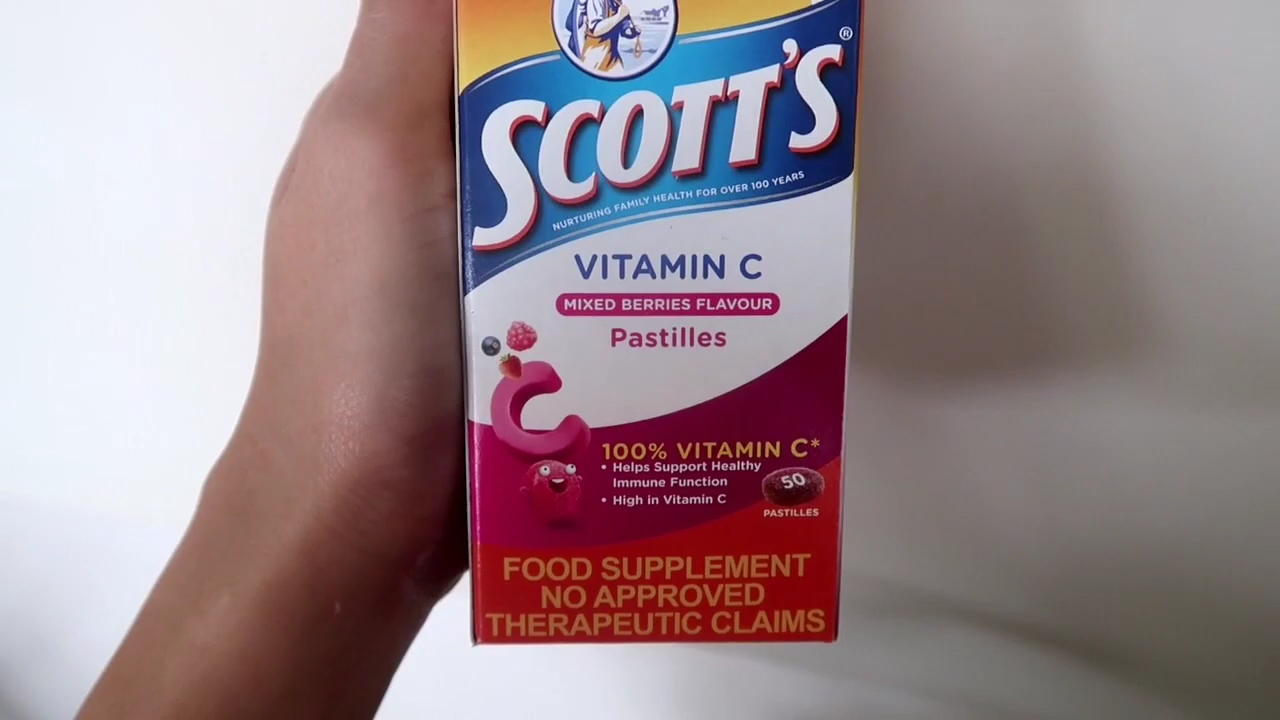 SCOTT'S®
NURTURING FAMILY HEALTH FOR OVER 100 YEARS
VITAMIN C
MIXED BERRIES FLAVOUR
Pastilles
C
100% VITAMIN C*
• Helps Support Healthy
Immune Function
• High in Vitamin C
50
PASTILLES
FOOD SUPPLEMENT
NO APPROVED
THERAPEUTIC CLAIMS